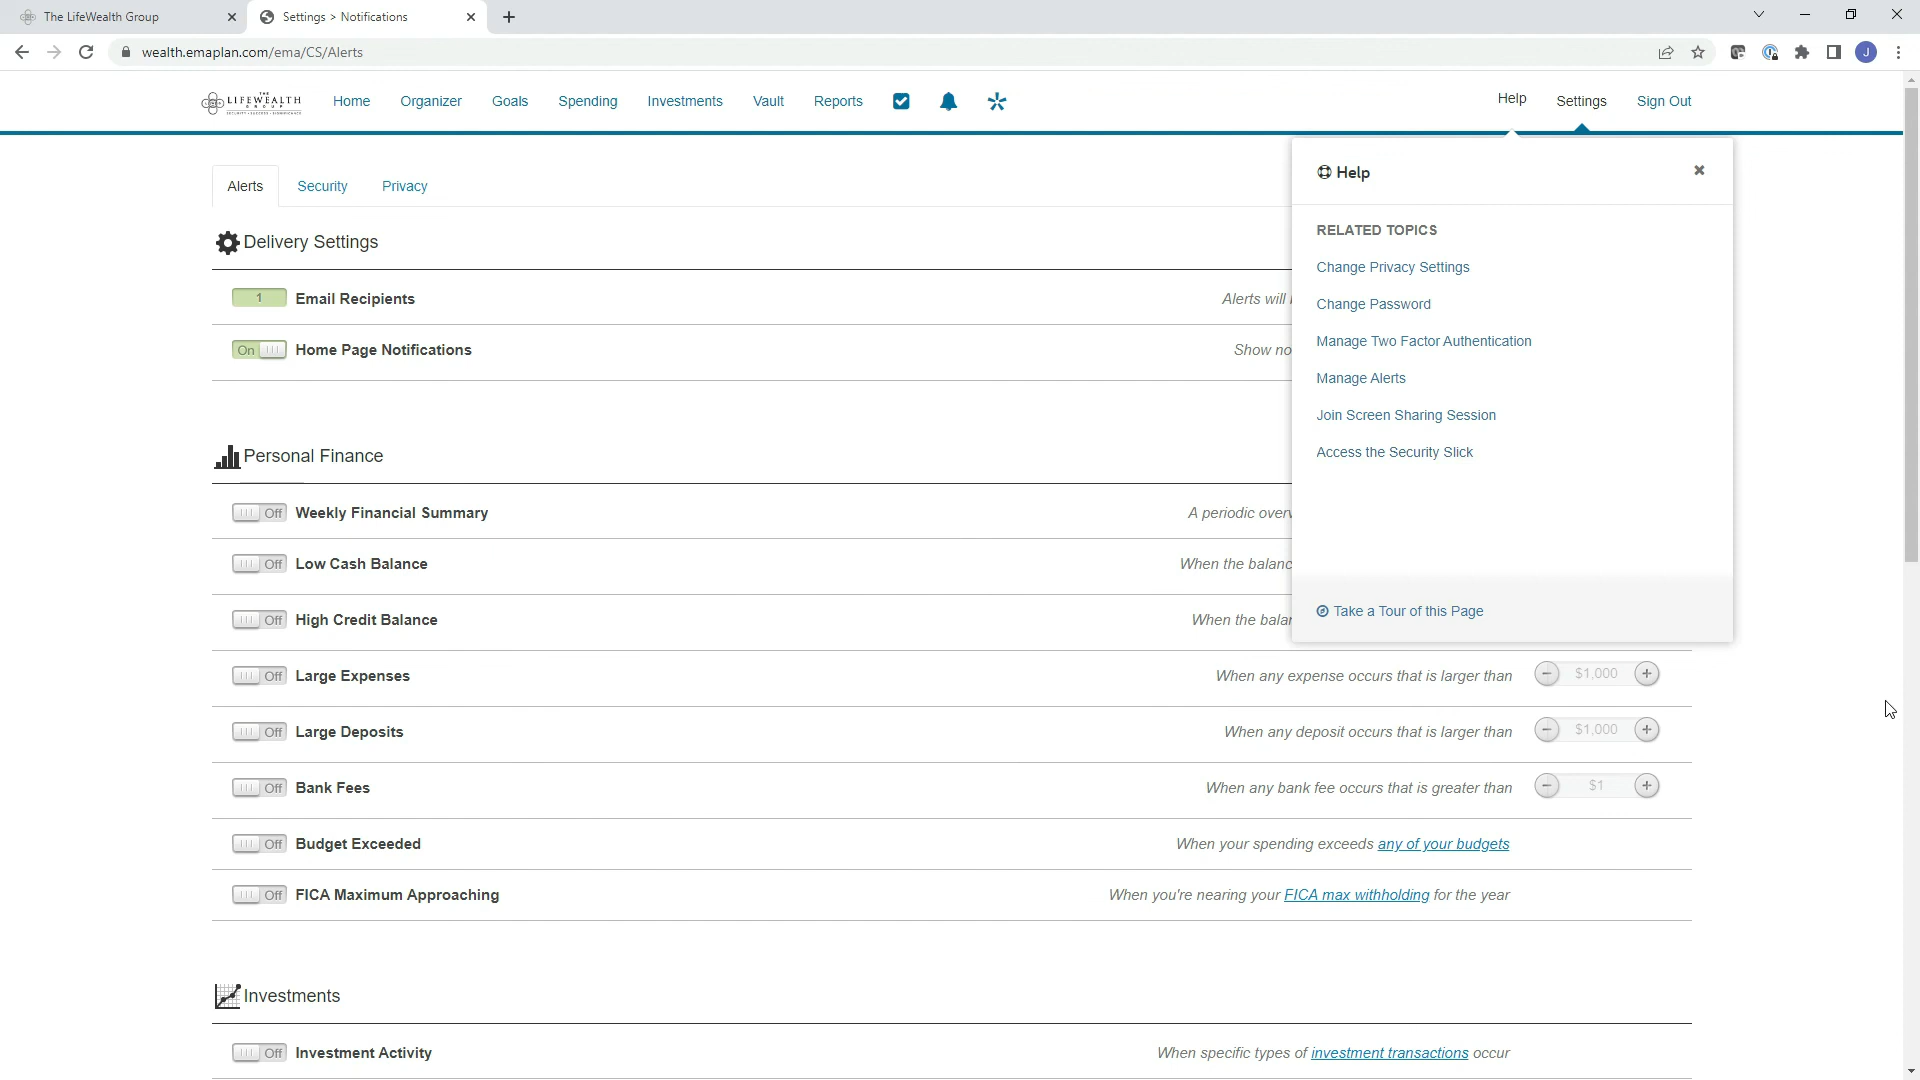 The LifeWealth Group
Settings > Notifications
wealth.emaplan.com/ema/CS/Alerts
J
THE
LIFEWEALTH
GROUP
SECURITY • SUCCESS • SIGNIFICANCE
Home
Organizer
Goals
Spending
Investments
Vault
Reports
Help
Settings
Sign Out
Alerts
Security
Privacy
Delivery Settings
1 Email Recipients Alerts will
On Home Page Notifications Show no
Personal Finance
Off Weekly Financial Summary A periodic over
Off Low Cash Balance When the balanc
Off High Credit Balance When the bala
Off Large Expenses When any expense occurs that is larger than $1,000
Off Large Deposits When any deposit occurs that is larger than $1,000
Off Bank Fees When any bank fee occurs that is greater than $1
Off Budget Exceeded When your spending exceeds any of your budgets
Off FICA Maximum Approaching When you're nearing your FICA max withholding for the year
Investments
Off Investment Activity When specific types of investment transactions occur
Help
RELATED TOPICS
Change Privacy Settings
Change Password
Manage Two Factor Authentication
Manage Alerts
Join Screen Sharing Session
Access the Security Slick
Take a Tour of this Page